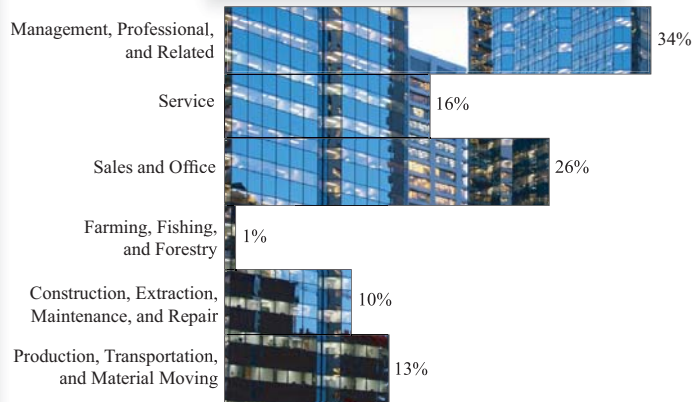 Management, Professional,
and Related
34%
Service
16%
Sales and Office
26%
Farming, Fishing,
and Forestry
1%
Construction, Extraction,
Maintenance, and Repair
10%
Production, Transportation,
and Material Moving
13%